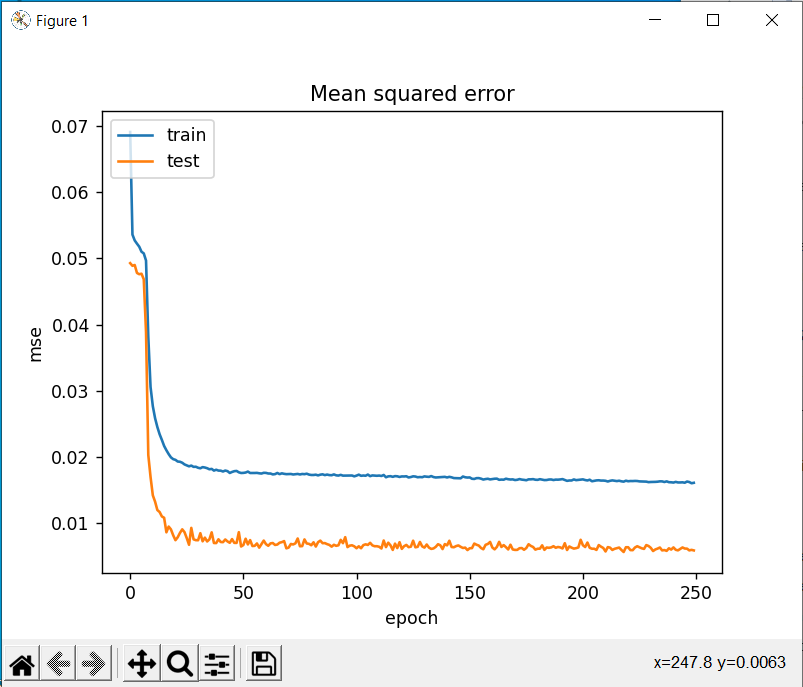 Figure 1
Mean squared error
train
test
0.07
0.06
0.05
0.04
0.03
0.02
0.01
mse
0 50 100 150 200 250
epoch
x=247.8 y=0.0063